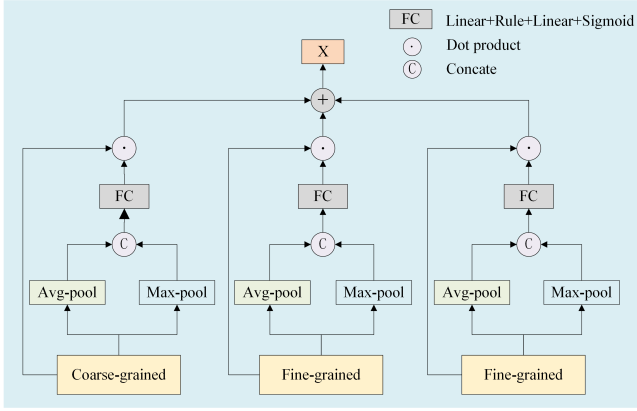 FC Linear+Rule+Linear+Sigmoid
X
· Dot product
C Concate
+
· · ·
FC FC FC
C C C
Avg-pool Max-pool Avg-pool Max-pool Avg-pool Max-pool
Coarse-grained Fine-grained Fine-grained